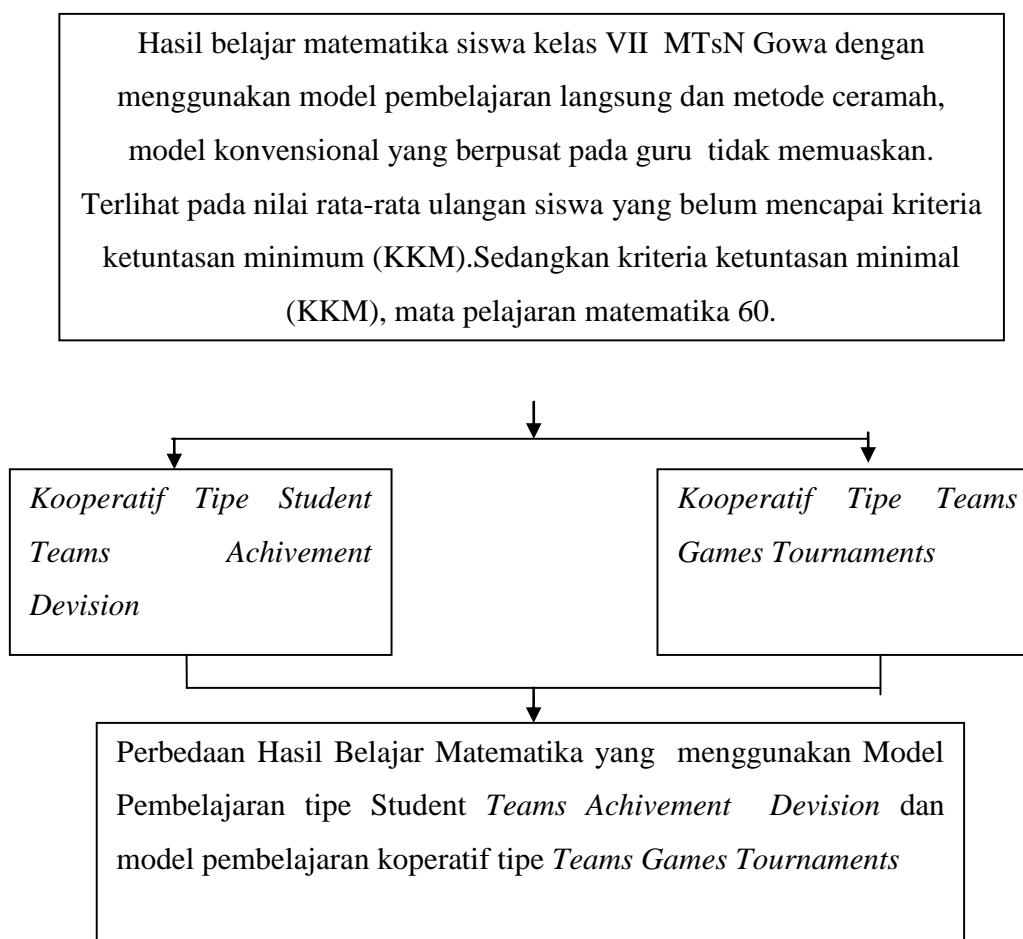 Hasil belajar matematika siswa kelas VII MTsN Gowa dengan
menggunakan model pembelajaran langsung dan metode ceramah,
model konvensional yang berpusat pada guru tidak memuaskan.
Terlihat pada nilai rata-rata ulangan siswa yang belum mencapai kriteria
ketuntasan minimum (KKM).Sedangkan kriteria ketuntasan minimal
(KKM), mata pelajaran matematika 60.
Kooperatif Tipe Student
Teams Achivement
Devision
Kooperatif Tipe Teams
Games Tournaments
Perbedaan Hasil Belajar Matematika yang menggunakan Model
Pembelajaran tipe Student Teams Achivement Devision dan
model pembelajaran koperatif tipe Teams Games Tournaments